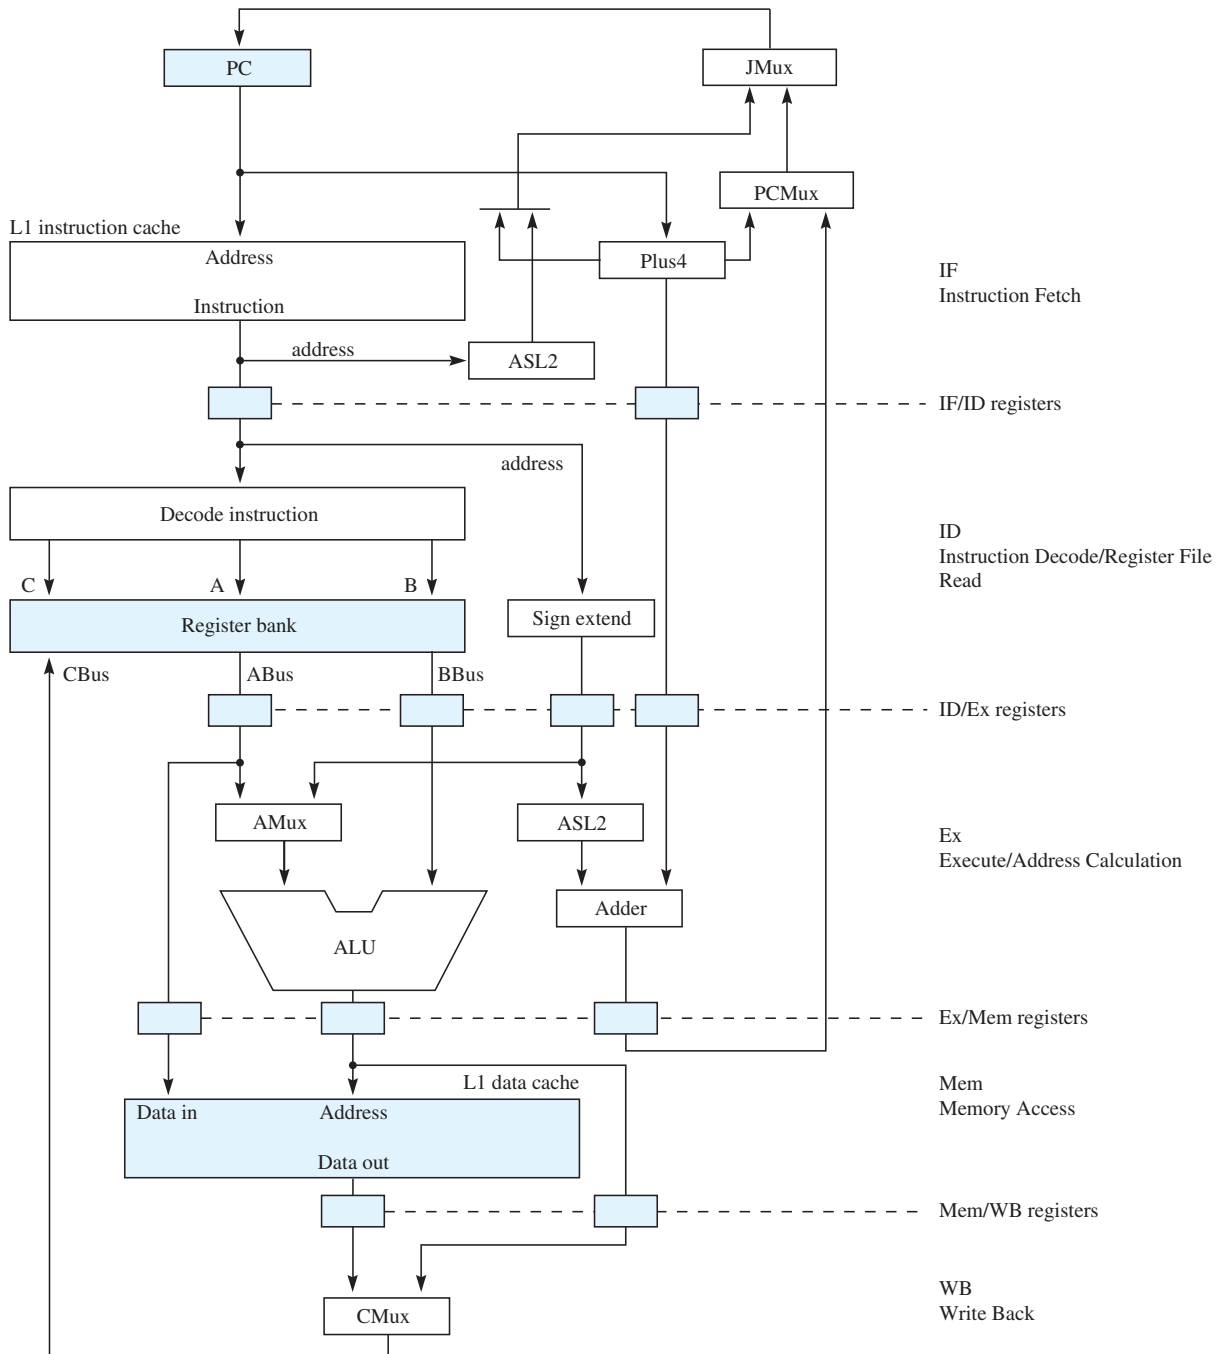 PC
JMux
PCMux
L1 instruction cache
Address
Plus4
IF
Instruction Fetch
Instruction
address
ASL2
IF/ID registers
address
Decode instruction
ID
Instruction Decode/Register File
Read
C
A
B
Register bank
Sign extend
CBus
ABus
BBus
ID/Ex registers
AMux
ASL2
Ex
Execute/Address Calculation
Adder
ALU
Ex/Mem registers
L1 data cache
Mem
Memory Access
Data in
Address
Data out
Mem/WB registers
WB
Write Back
CMux